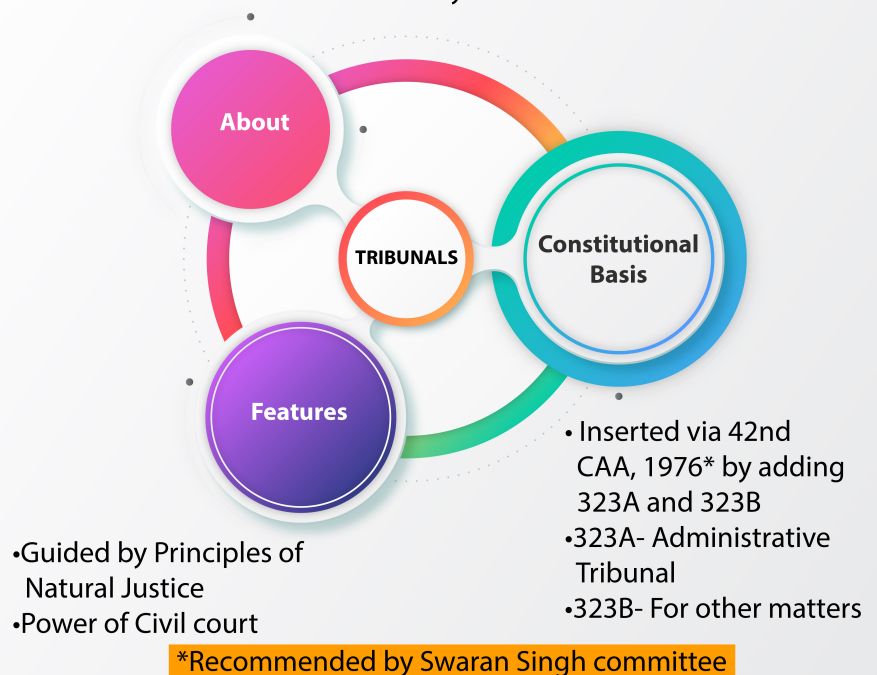 About
TRIBUNALS
Constitutional
Basis
Features
• Inserted via 42nd
CAA, 1976* by adding
323A and 323B
•323A- Administrative
Tribunal
•323B- For other matters
•Guided by Principles of
Natural Justice
•Power of Civil court
*Recommended by Swaran Singh committee